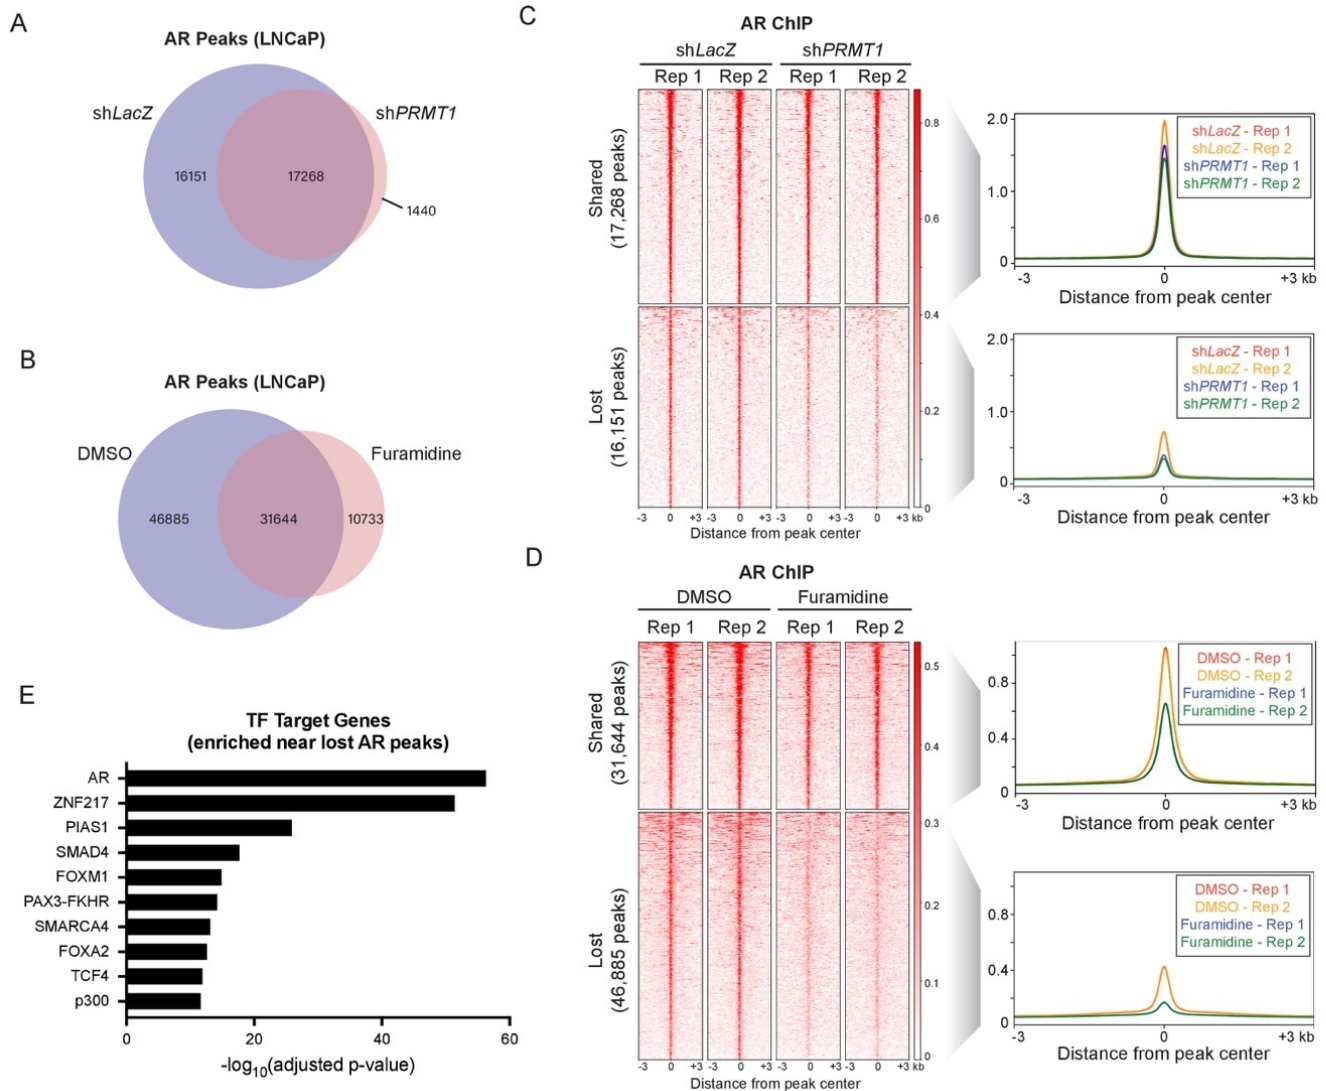 A
AR Peaks (LNCaP)
shLacZ
shPRMT1
16151
17268
1440
B
AR Peaks (LNCaP)
DMSO
Furamidine
46885
31644
10733
C
AR ChIP
shLacZ shPRMT1
Rep 1 Rep 2 Rep 1 Rep 2
Shared
(17,268 peaks)
Lost
(16,151 peaks)
0.8
0.6
0.4
0.2
0
-3 0 +3 -3 0 +3 -3 0 +3 -3 0 +3 kb
Distance from peak center
2.0
1.0
0
shLacZ - Rep 1
shLacZ - Rep 2
shPRMT1 - Rep 1
shPRMT1 - Rep 2
-3 0 +3 kb
Distance from peak center
2.0
1.0
0
shLacZ - Rep 1
shLacZ - Rep 2
shPRMT1 - Rep 1
shPRMT1 - Rep 2
-3 0 +3 kb
Distance from peak center
D
AR ChIP
DMSO Furamidine
Rep 1 Rep 2 Rep 1 Rep 2
Shared
(31,644 peaks)
Lost
(46,885 peaks)
0.5
0.4
0.3
0.2
0.1
0
-3 0 +3 -3 0 +3 -3 0 +3 -3 0 +3 kb
Distance from peak center
0.8
0.4
0
DMSO - Rep 1
DMSO - Rep 2
Furamidine - Rep 1
Furamidine - Rep 2
-3 0 +3 kb
Distance from peak center
0.8
0.4
0
DMSO - Rep 1
DMSO - Rep 2
Furamidine - Rep 1
Furamidine - Rep 2
-3 0 +3 kb
Distance from peak center
E
TF Target Genes
(enriched near lost AR peaks)
AR
ZNF217
PIAS1
SMAD4
FOXM1
PAX3-FKHR
SMARCA4
FOXA2
TCF4
p300
0 20 40 60
-log10(adjusted p-value)